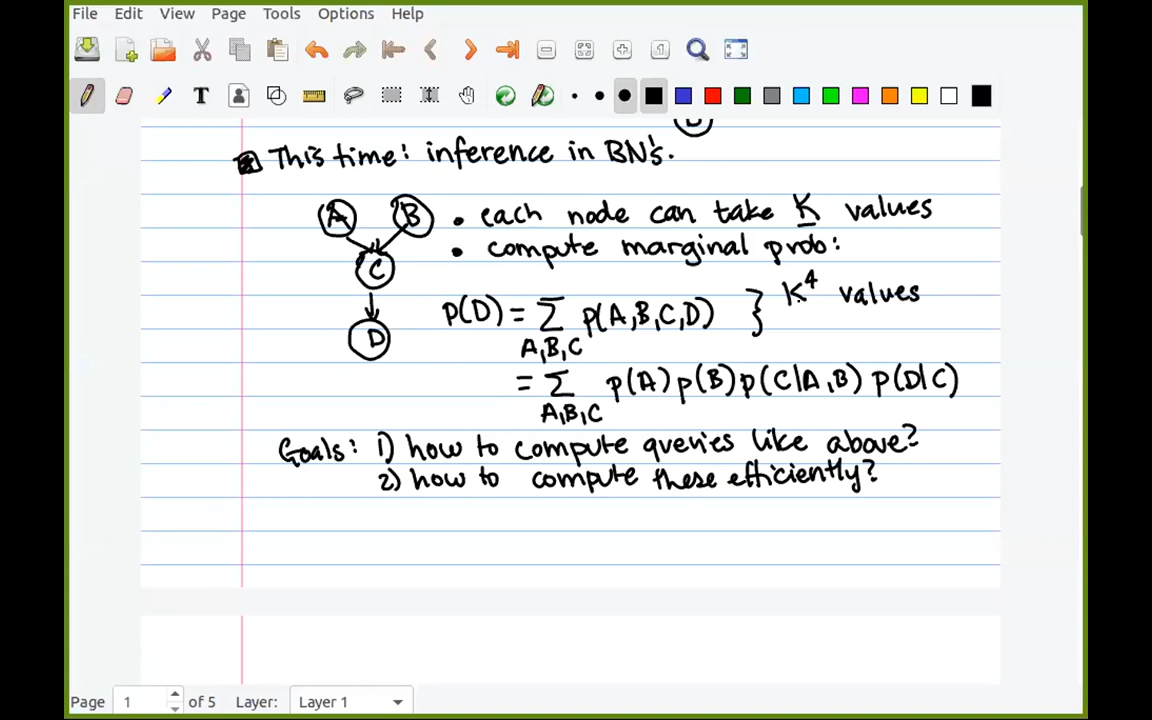 File Edit View Page Tools Options Help
T
This time: inference in BN's.
A B • each node can take K values
• compute marginal prob:
C
p(D) = Σ p(A,B,C,D) } K⁴ values
A,B,C
D
= Σ p(A) p(B) p(C|A,B) p(D|C)
A,B,C
Goals: 1) how to compute queries like above?
2) how to compute these efficiently?
Page 1 of 5 Layer: Layer 1